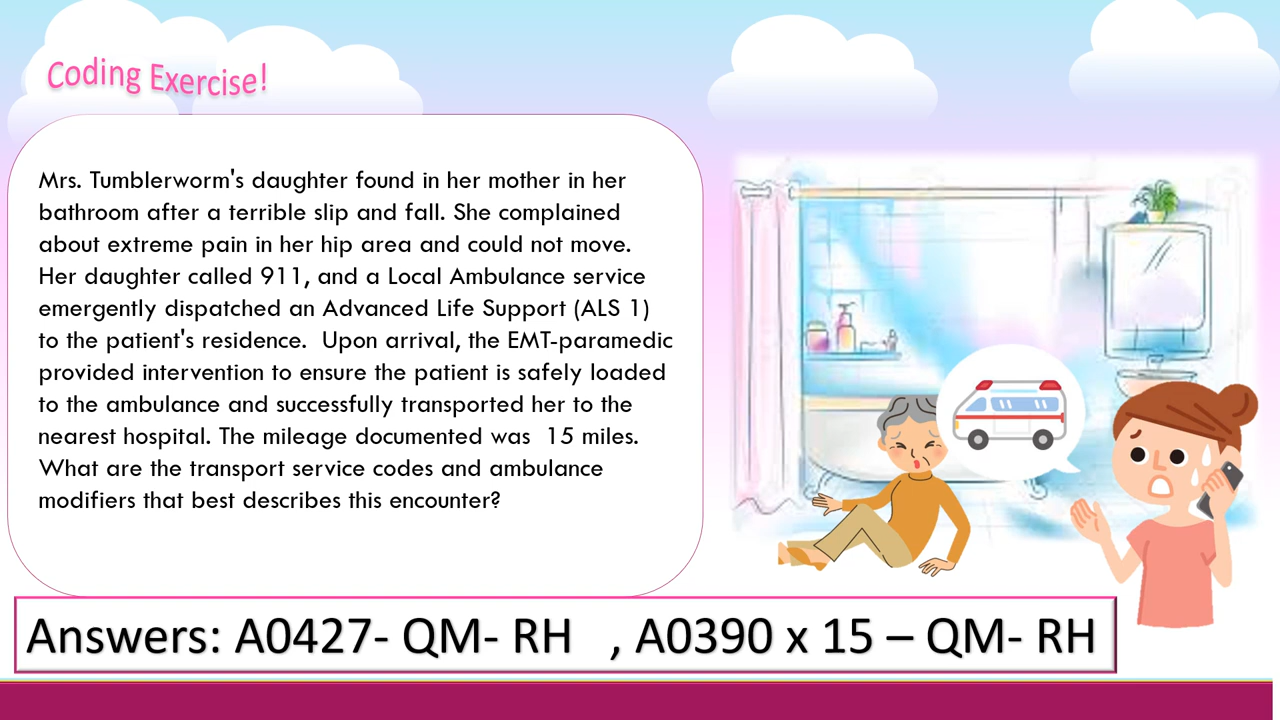 Coding Exercise!
Mrs. Tumblerworm's daughter found in her mother in her
bathroom after a terrible slip and fall. She complained
about extreme pain in her hip area and could not move.
Her daughter called 911, and a Local Ambulance service
emergently dispatched an Advanced Life Support (ALS 1)
to the patient's residence.  Upon arrival, the EMT-paramedic
provided intervention to ensure the patient is safely loaded
to the ambulance and successfully transported her to the
nearest hospital. The mileage documented was  15 miles.
What are the transport service codes and ambulance
modifiers that best describes this encounter?
Answers: A0427- QM- RH   , A0390 x 15 – QM- RH